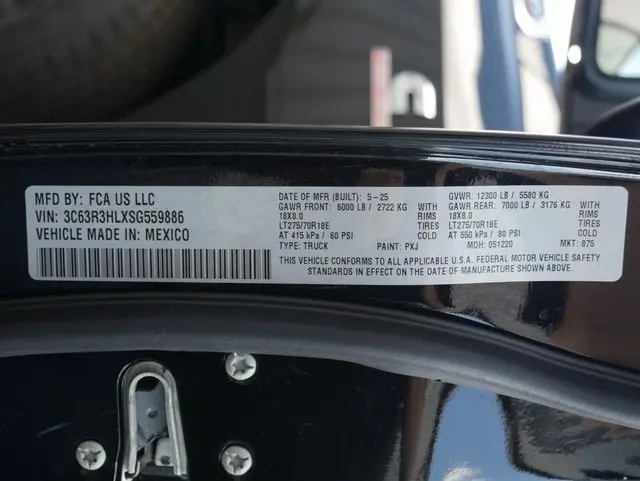 MFD BY: FCA US LLC
VIN: 3C63R3HLXSG559886
VEHICLE MADE IN: MEXICO
DATE OF MFR (BUILT): 5-25 GVWR: 12300 LB / 5580 KG
GAWR FRONT: 6000 LB / 2722 KG GAWR REAR: 7000 LB / 3176 KG
18X8.0 RIMS 18X8.0 RIMS
LT275/70R18E TIRES LT275/70R18E TIRES
AT 415 kPa / 60 PSI COLD AT 550 kPa / 80 PSI COLD
TYPE: TRUCK PAINT: PXJ MDH: 051220 MKT: 875
THIS VEHICLE CONFORMS TO ALL APPLICABLE U.S.A. FEDERAL MOTOR VEHICLE SAFETY
STANDARDS IN EFFECT ON THE DATE OF MANUFACTURE SHOWN ABOVE.